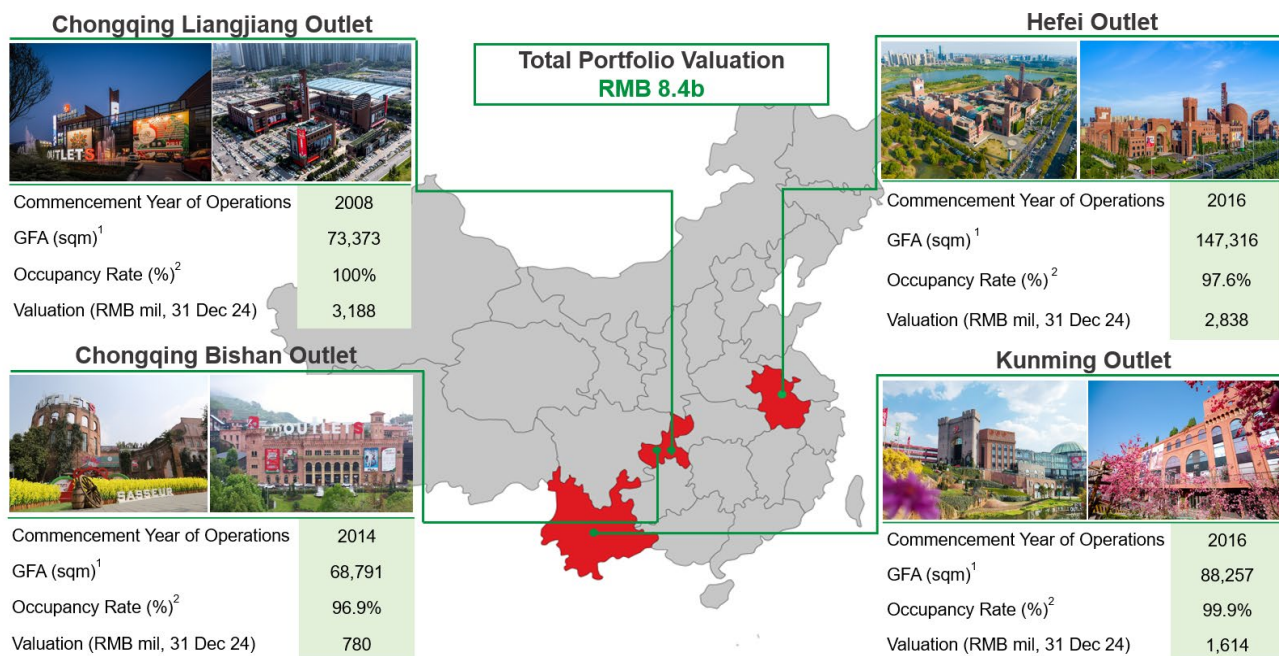 Chongqing Liangjiang Outlet
OUTLETS
Commencement Year of Operations 2008
GFA (sqm)1 73,373
Occupancy Rate (%)2 100%
Valuation (RMB mil, 31 Dec 24) 3,188
Total Portfolio Valuation
RMB 8.4b
Hefei Outlet
Commencement Year of Operations 2016
GFA (sqm) 1 147,316
Occupancy Rate (%) 2 97.6%
Valuation (RMB mil, 31 Dec 24) 2,838
Chongqing Bishan Outlet
OUTLETS
SASSEUR
OUTLETS
Commencement Year of Operations 2014
GFA (sqm)1 68,791
Occupancy Rate (%)2 96.9%
Valuation (RMB mil, 31 Dec 24) 780
Kunming Outlet
Commencement Year of Operations 2016
GFA (sqm)1 88,257
Occupancy Rate (%)2 99.9%
Valuation (RMB mil, 31 Dec 24) 1,614